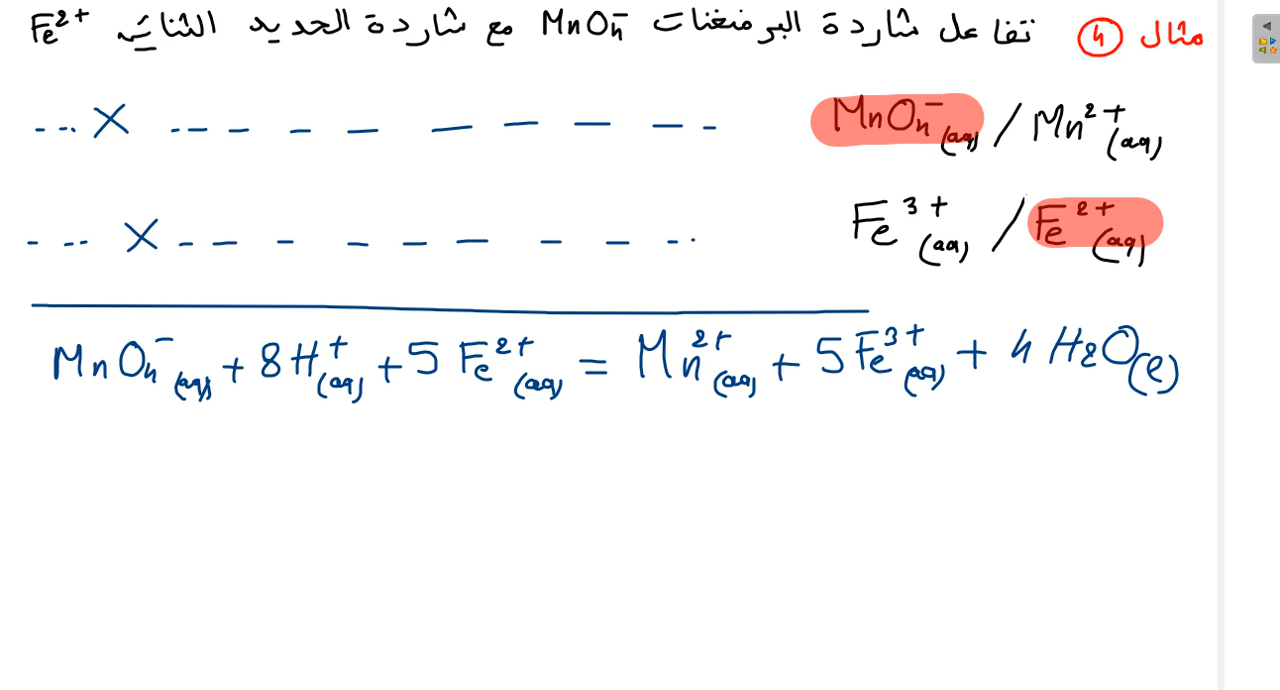 مثال 4 تفاعل شاردة البرمنغنات MnO₄⁻ مع شاردة الحديد الثنائي Fe²⁺
... X -- - - - - - - - - - MnO₄⁻(aq) / Mn²⁺(aq)
- -- X - - - - - - - - - -. Fe³⁺(aq) / Fe²⁺(aq)
MnO₄⁻(aq) + 8H⁺(aq) + 5Fe²⁺(aq) = Mn²⁺(aq) + 5Fe³⁺(aq) + 4H₂O(l)